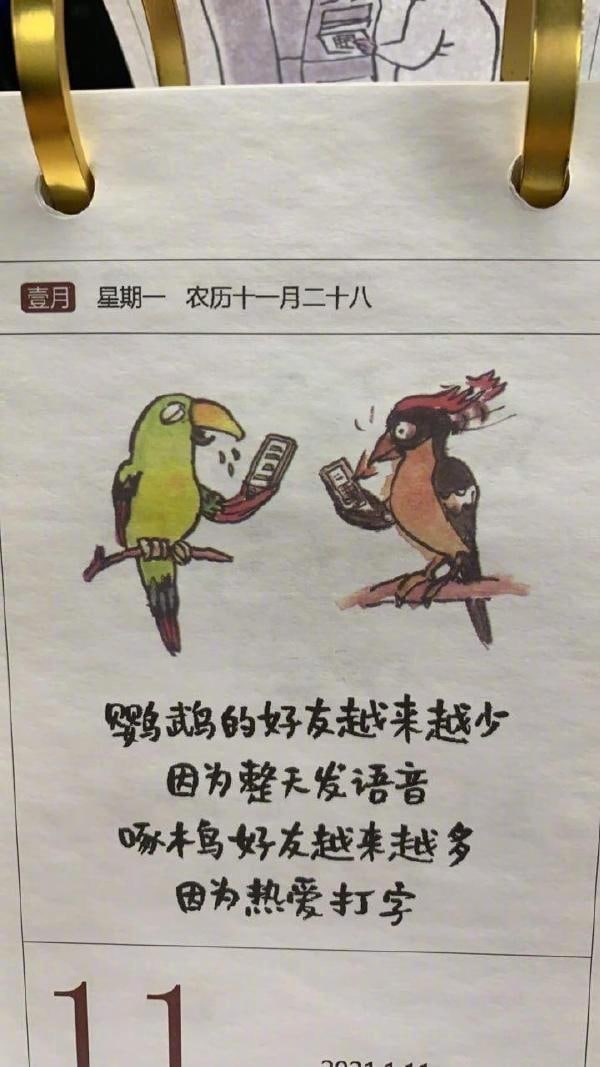 壹月 星期一 农历十一月二十八
鹦鹉的好友越来越少
因为整天发语音
啄木鸟好友越来越多
因为热爱打字
11
2021.1.11